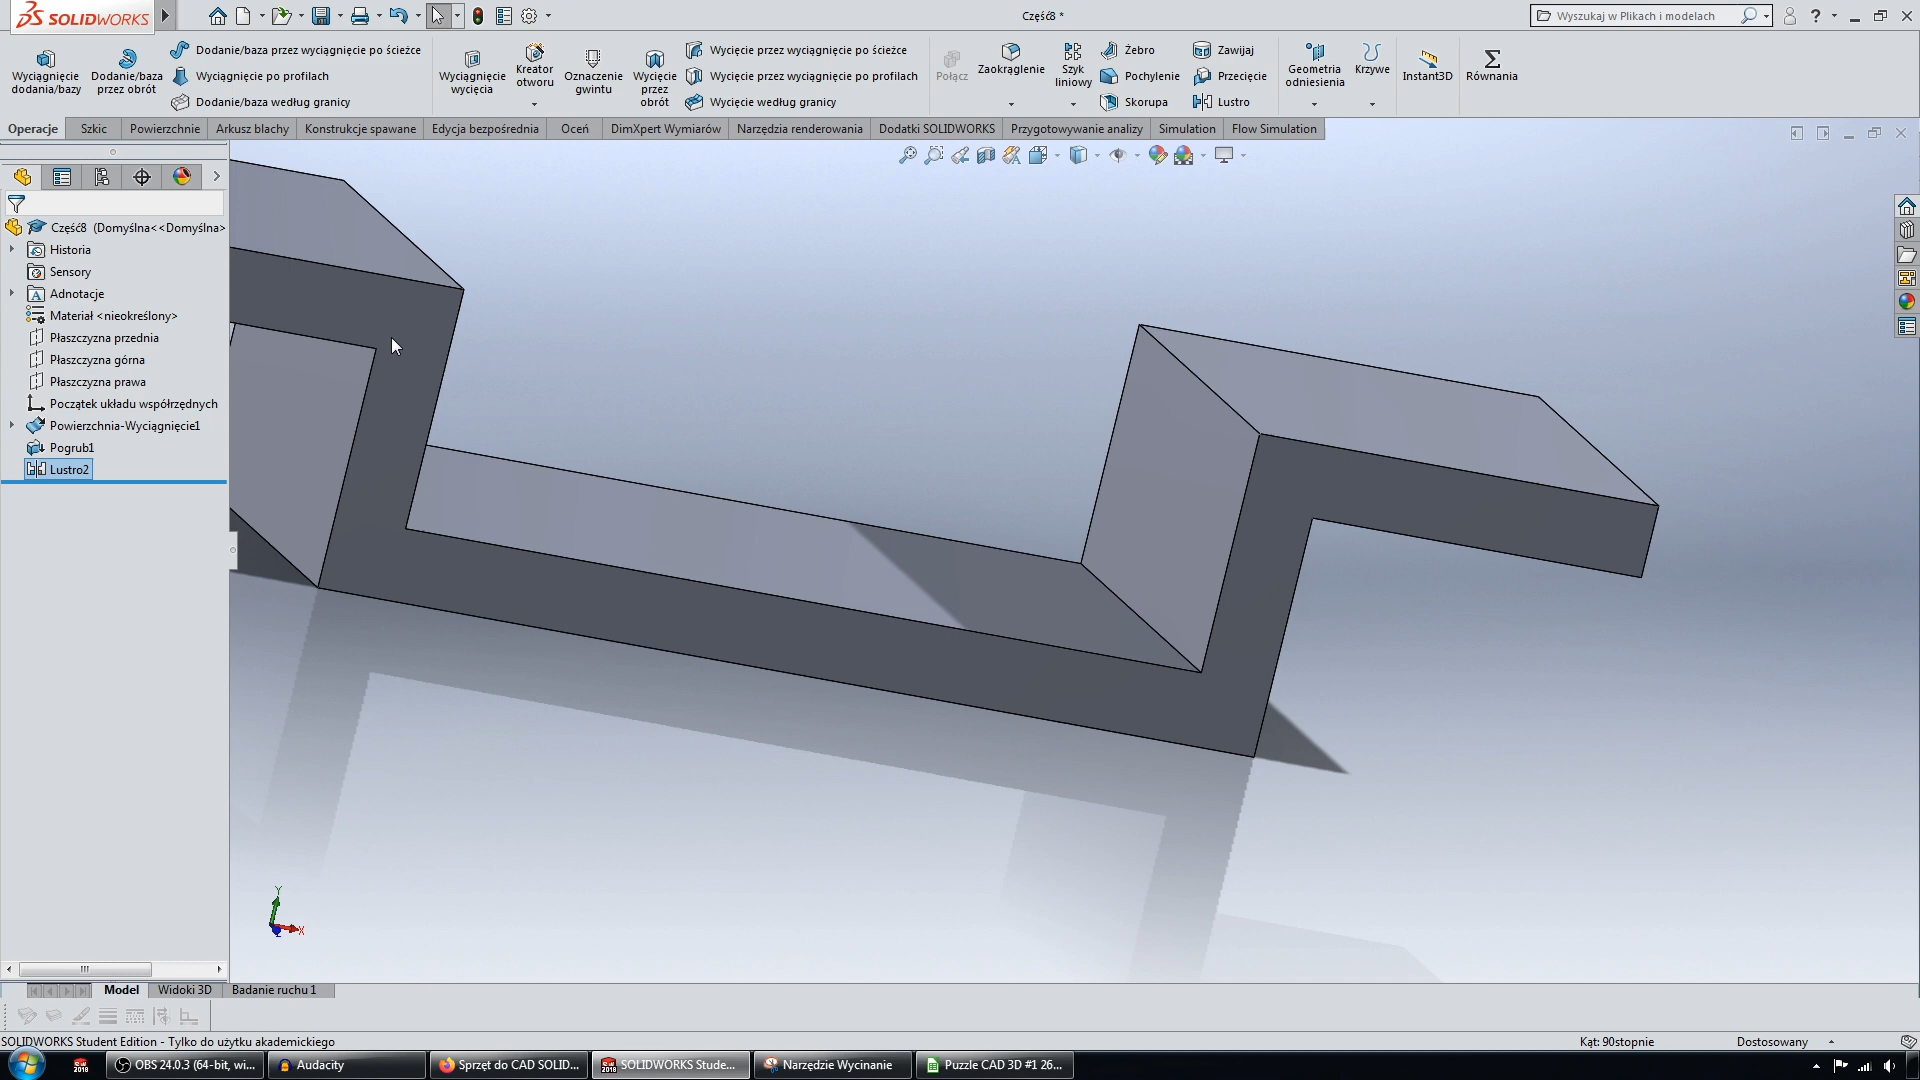 SOLIDWORKS
Część8 *
Wyszukaj w Plikach i modelach
Wyciągnięcie dodania/bazy
Dodanie/baza przez obrót
Dodanie/baza przez wyciągnięcie po ścieżce
Wyciągnięcie po profilach
Dodanie/baza według granicy
Wyciągnięcie wycięcia
Kreator otworu
Oznaczenie gwintu
Wycięcie przez obrót
Wycięcie przez wyciągnięcie po ścieżce
Wycięcie przez wyciągnięcie po profilach
Wycięcie według granicy
Połącz
Zaokrąglenie
Szyk liniowy
Żebro
Pochylenie
Skorupa
Zawijaj
Przecięcie
Lustro
Geometria odniesienia
Krzywe
Instant3D
Równania
Operacje
Szkic
Powierzchnie
Arkusz blachy
Konstrukcje spawane
Edycja bezpośrednia
Oceń
DimXpert Wymiarów
Narzędzia renderowania
Dodatki SOLIDWORKS
Przygotowywanie analizy
Simulation
Flow Simulation
Część8 (Domyślna<<Domyślna>
Historia
Sensory
Adnotacje
Materiał <nieokreślony>
Płaszczyzna przednia
Płaszczyzna górna
Płaszczyzna prawa
Początek układu współrzędnych
Powierzchnia-Wyciągnięcie1
Pogrub1
Lustro2
Y
X
Z
Model
Widoki 3D
Badanie ruchu 1
SOLIDWORKS Student Edition - Tylko do użytku akademickiego
Kąt: 90stopnie
Dostosowany
SW 2018
OBS 24.0.3 (64-bit, wi...
Audacity
Sprzęt do CAD SOLID...
SOLIDWORKS Stude...
Narzędzie Wycinanie
Puzzle CAD 3D #1 26...